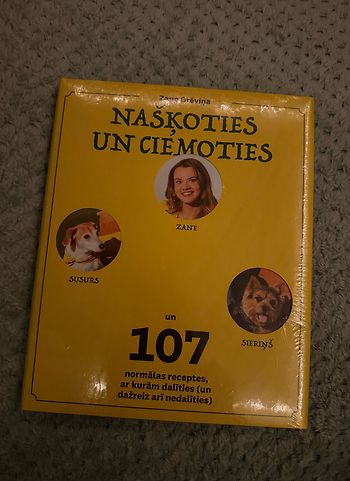 Zane Grēviņa
NAŠĶOTIES
UN CIEMOTIES
ZANE
SUSURS
SIERIŅŠ
un
107
normālas receptes,
ar kurām dalīties (un
dažreiz arī nedalīties)